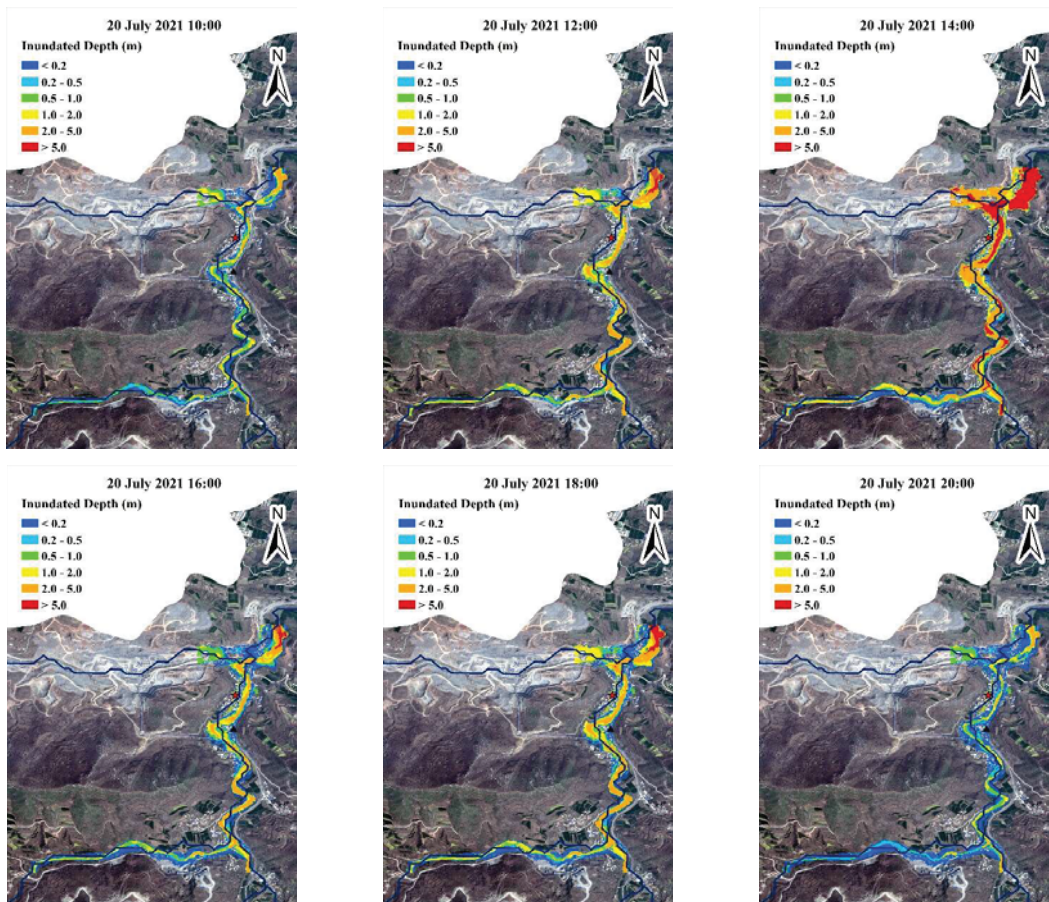 20 July 2021 10:00
Inundated Depth (m)
N
< 0.2
0.2 - 0.5
0.5 - 1.0
1.0 - 2.0
2.0 - 5.0
> 5.0
20 July 2021 12:00
Inundated Depth (m)
N
< 0.2
0.2 - 0.5
0.5 - 1.0
1.0 - 2.0
2.0 - 5.0
> 5.0
20 July 2021 14:00
Inundated Depth (m)
N
< 0.2
0.2 - 0.5
0.5 - 1.0
1.0 - 2.0
2.0 - 5.0
> 5.0
20 July 2021 16:00
Inundated Depth (m)
N
< 0.2
0.2 - 0.5
0.5 - 1.0
1.0 - 2.0
2.0 - 5.0
> 5.0
20 July 2021 18:00
Inundated Depth (m)
N
< 0.2
0.2 - 0.5
0.5 - 1.0
1.0 - 2.0
2.0 - 5.0
> 5.0
20 July 2021 20:00
Inundated Depth (m)
N
< 0.2
0.2 - 0.5
0.5 - 1.0
1.0 - 2.0
2.0 - 5.0
> 5.0